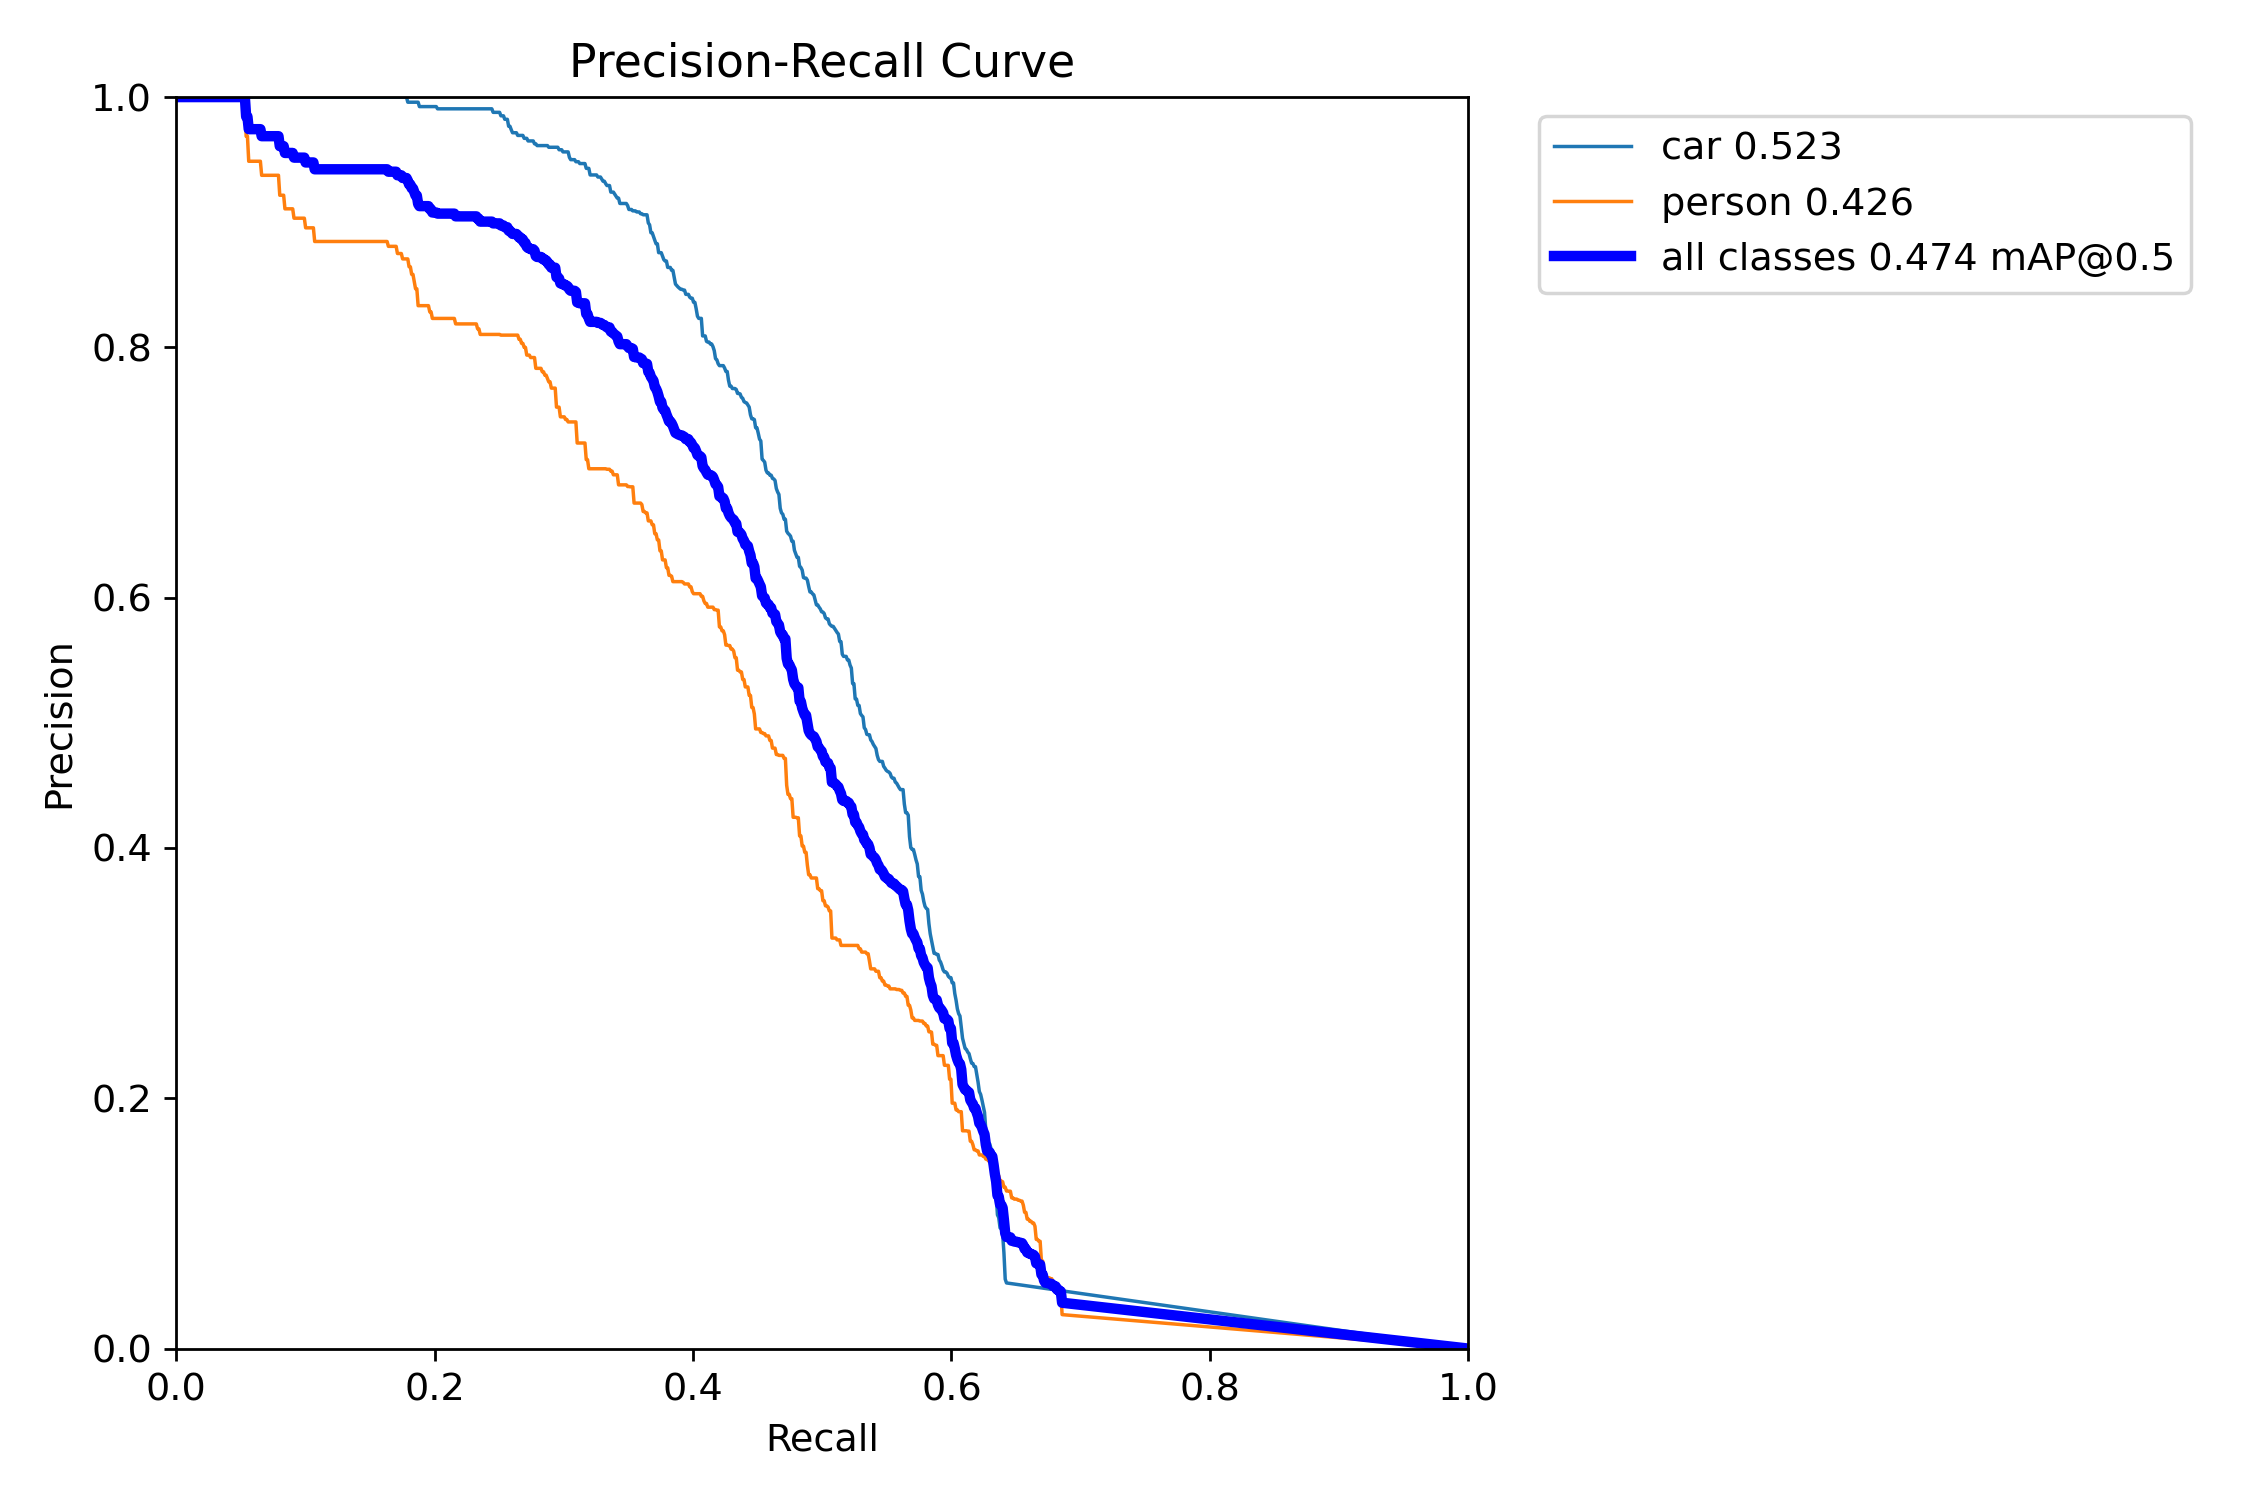 Precision-Recall Curve
1.0
0.8
0.6
0.4
0.2
0.0
Precision
0.0 0.2 0.4 0.6 0.8 1.0
Recall
car 0.523
person 0.426
all classes 0.474 mAP@0.5